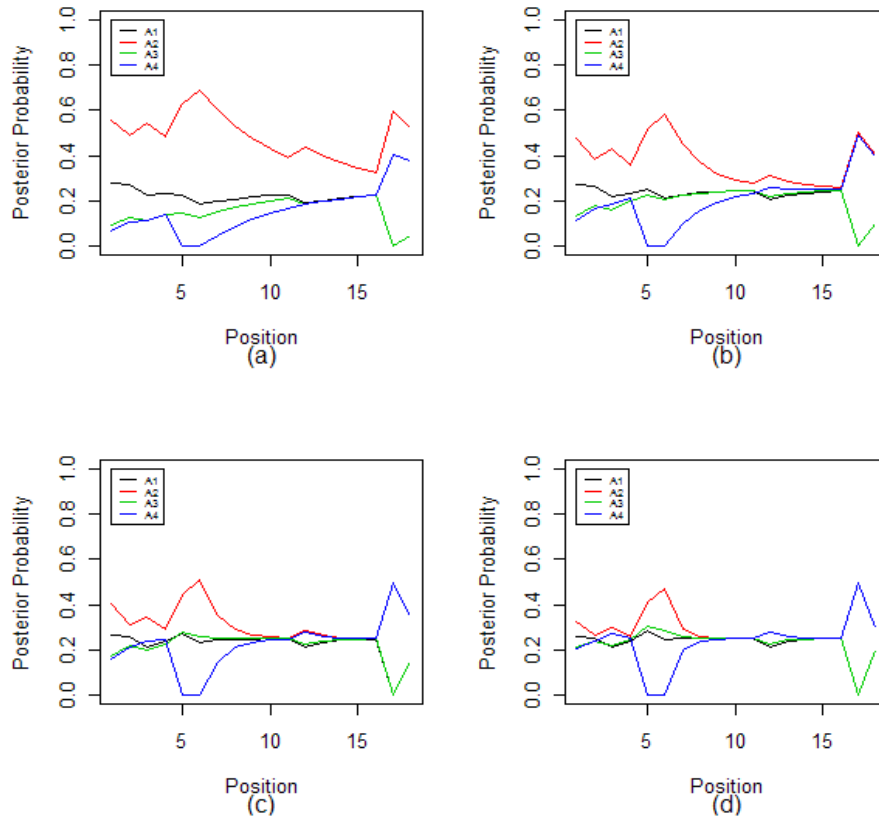 Posterior Probability
1.0
0.8
0.6
0.4
0.2
0.0
A1
A2
A3
A4
5
10
15
Position
(a)
Posterior Probability
1.0
0.8
0.6
0.4
0.2
0.0
A1
A2
A3
A4
5
10
15
Position
(b)
Posterior Probability
1.0
0.8
0.6
0.4
0.2
0.0
A1
A2
A3
A4
5
10
15
Position
(c)
Posterior Probability
1.0
0.8
0.6
0.4
0.2
0.0
A1
A2
A3
A4
5
10
15
Position
(d)